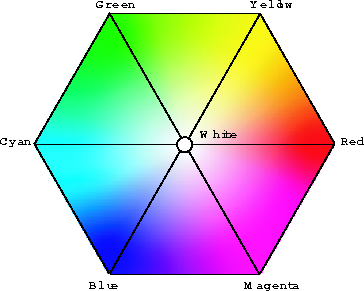 Green Yellow
White
Cyan Red
Blue Magenta